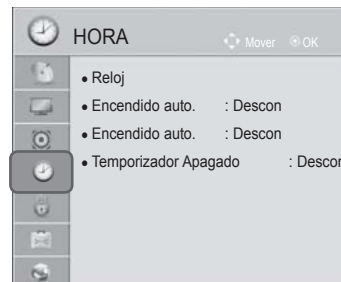 HORA Mover OK
• Reloj
• Encendido auto. : Descon
• Encendido auto. : Descon
• Temporizador Apagado : Descon